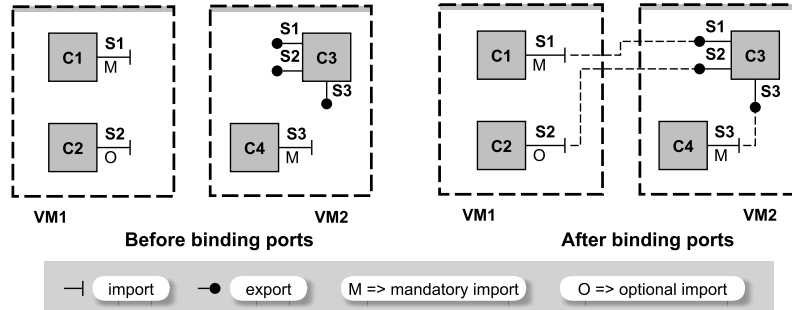 S1
C1
M
S2
C2
O
VM1
S1
S2
C3
S3
S3
C4
M
VM2
Before binding ports
S1
C1
M
S2
C2
O
VM1
S1
S2
C3
S3
S3
C4
M
VM2
After binding ports
import
export
M => mandatory import
O => optional import